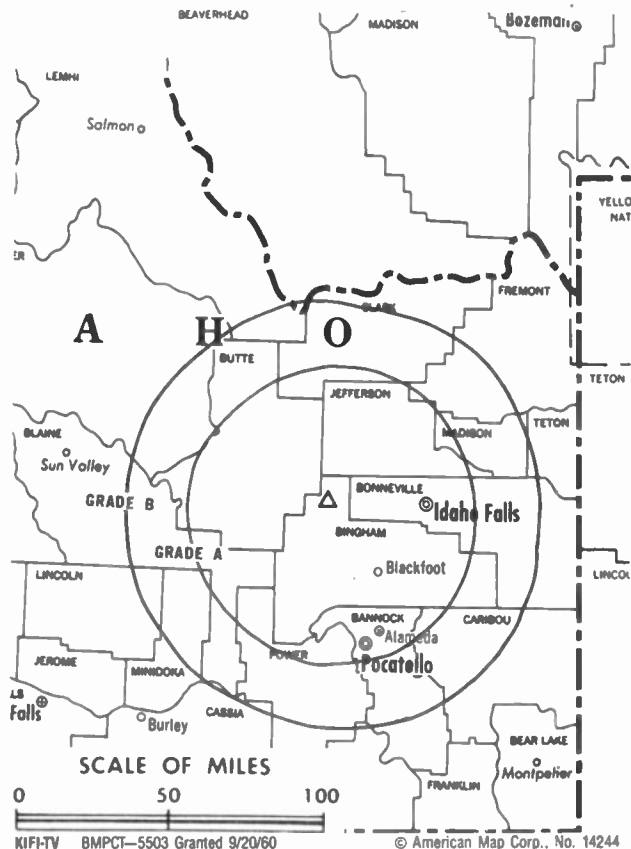 BEAVERHEAD
MADISON
Bozeman
LEMHI
Salmon
YELLO
NAT
ER
FREMONT
CLARK
A H O
BUTTE
TETON
JEFFERSON
BLAINE
MADISON
TETON
Sun Valley
GRADE B
BONNEVILLE
Idaho Falls
BINGHAM
GRADE A
Blackfoot
LINCOLN
LINCOL
BANNOCK
CARIBOU
Alameda
JEROME
MINIDOKA
POWER
Pocatello
LS
Falls
CASSIA
Burley
BEAR LAKE
SCALE OF MILES
Montpelier
FRANKLIN
0 50 100
KIFI-TV BMPCT—5503 Granted 9/20/60 © American Map Corp., No. 14244